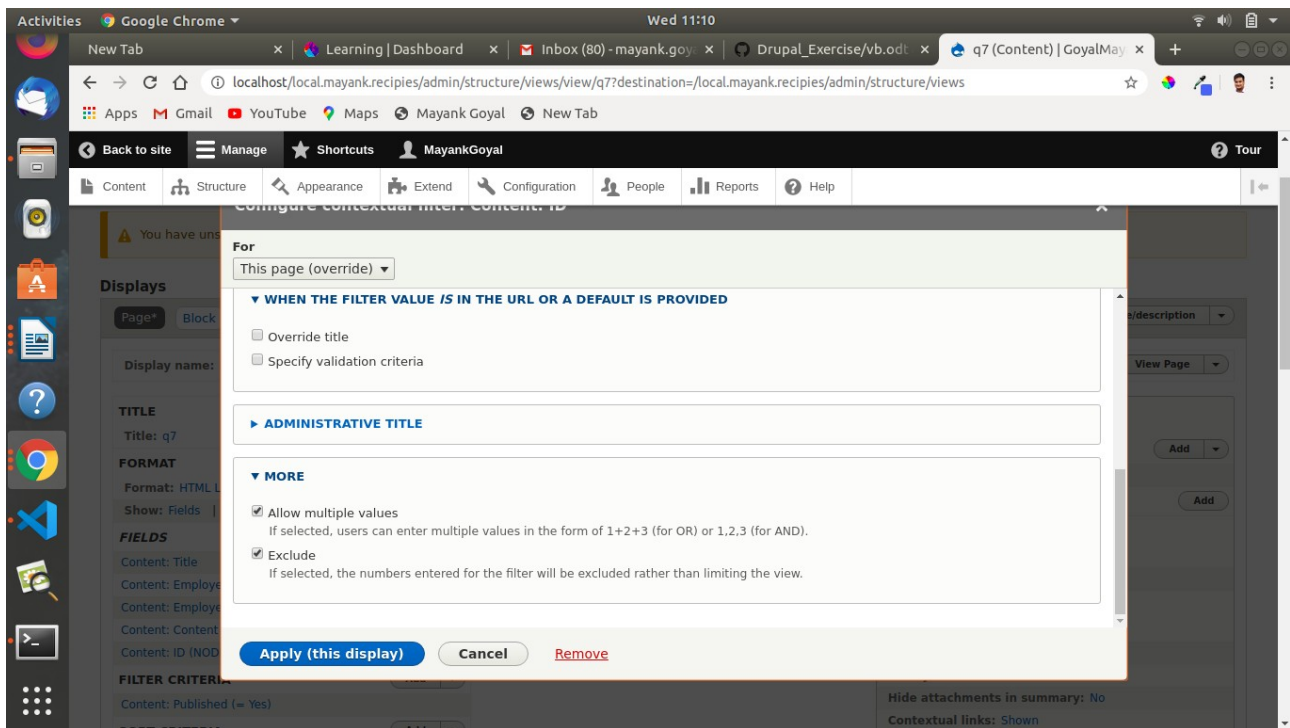 Activities Google Chrome Wed 11:10
New Tab Learning | Dashboard Inbox (80) - mayank.goy Drupal_Exercise/vb.odt q7 (Content) | GoyalMay
localhost/local.mayank.recipies/admin/structure/views/view/q7?destination=/local.mayank.recipies/admin/structure/views
Apps Gmail YouTube Maps Mayank Goyal New Tab
Back to site Manage Shortcuts MayankGoyal Tour
Content Structure Appearance Extend Configuration People Reports Help
Configure contextual filter: Content: ID
You have uns
For
This page (override)
Displays
WHEN THE FILTER VALUE IS IN THE URL OR A DEFAULT IS PROVIDED
Page* Block e/description
Override title
Display name: Specify validation criteria View Page
TITLE
ADMINISTRATIVE TITLE
Title: q7
Add
FORMAT
MORE
Format: HTML L
Show: Fields | Allow multiple values Add
If selected, users can enter multiple values in the form of 1+2+3 (for OR) or 1,2,3 (for AND).
FIELDS
Exclude
Content: Title
If selected, the numbers entered for the filter will be excluded rather than limiting the view.
Content: Employe
Content: Employe
Content: Content
Content: ID (NOD
Apply (this display) Cancel Remove
FILTER CRITERIA
Content: Published (= Yes)
Hide attachments in summary: No
Contextual links: Shown